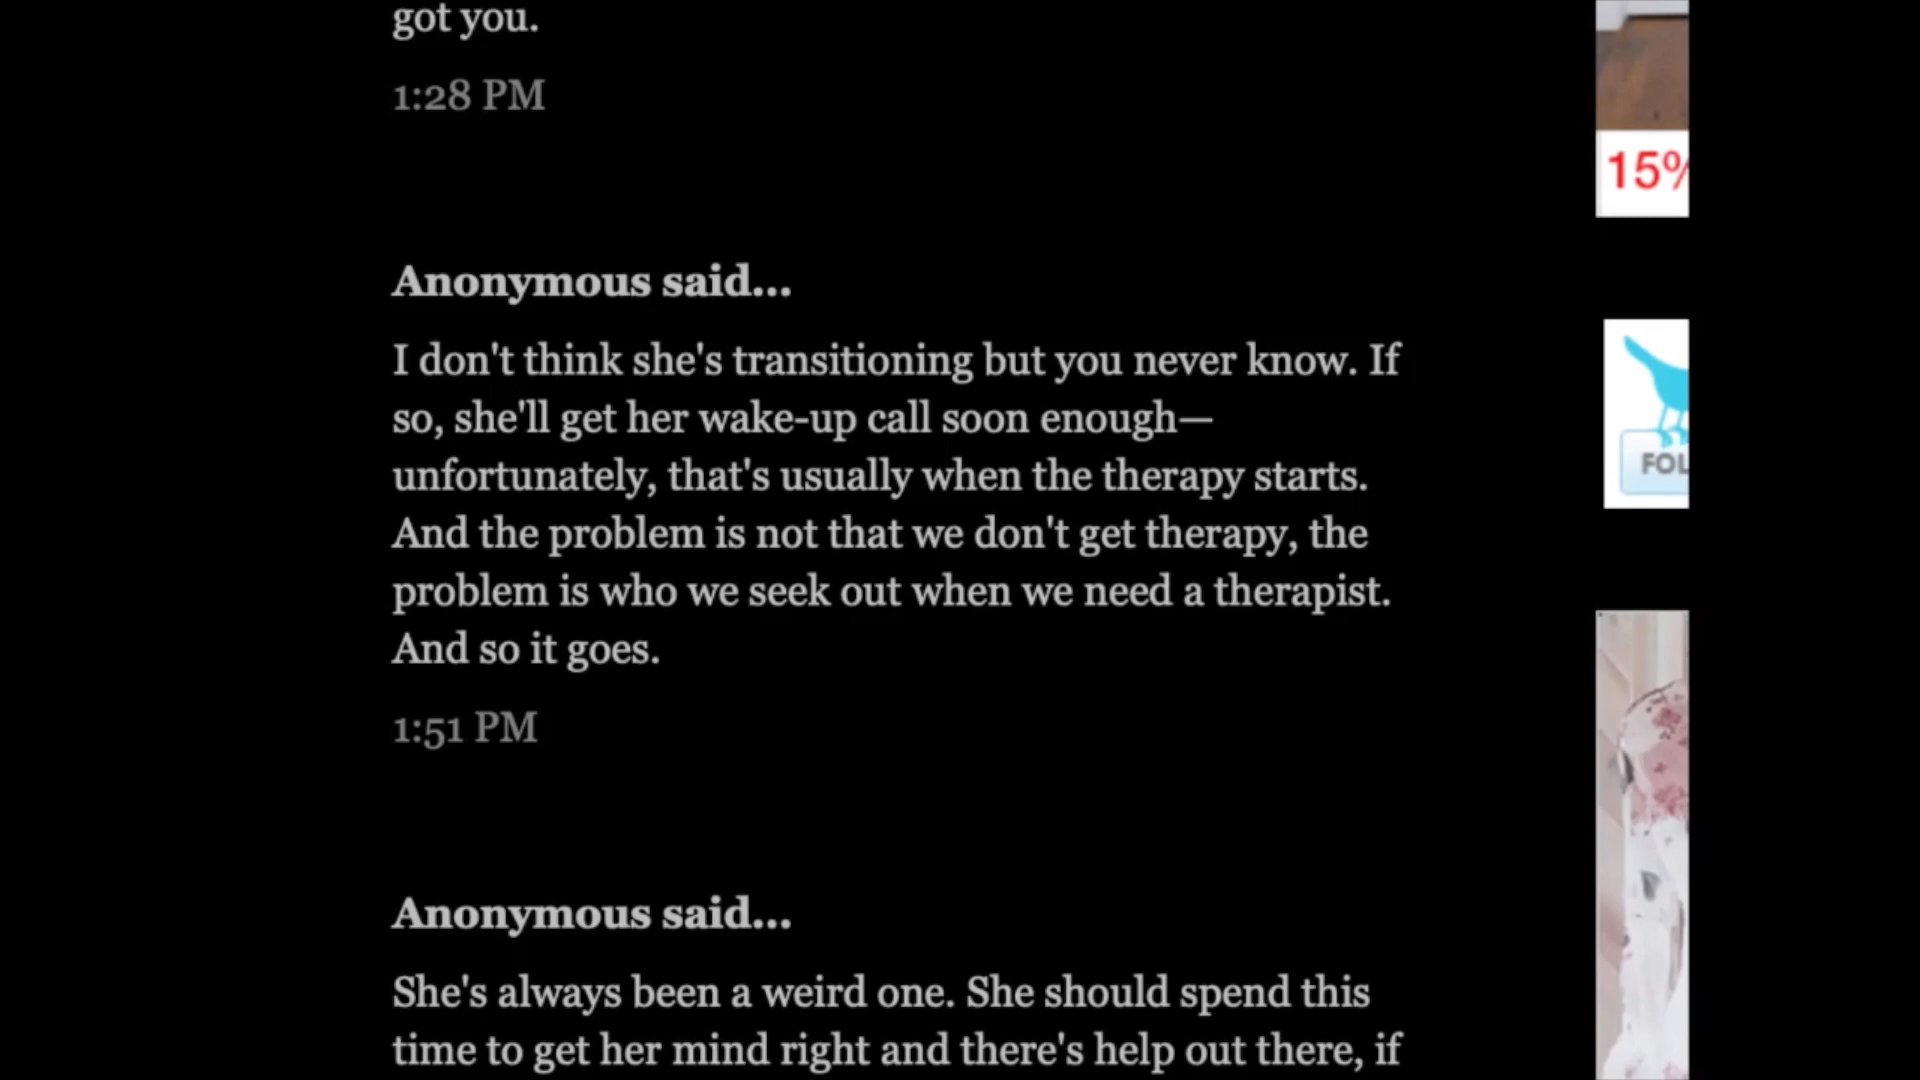 got you.
1:28 PM
15%
Anonymous said...
I don't think she's transitioning but you never know. If
so, she'll get her wake-up call soon enough—
unfortunately, that's usually when the therapy starts.
And the problem is not that we don't get therapy, the
problem is who we seek out when we need a therapist.
And so it goes.
1:51 PM
FOL
Anonymous said...
She's always been a weird one. She should spend this
time to get her mind right and there's help out there, if